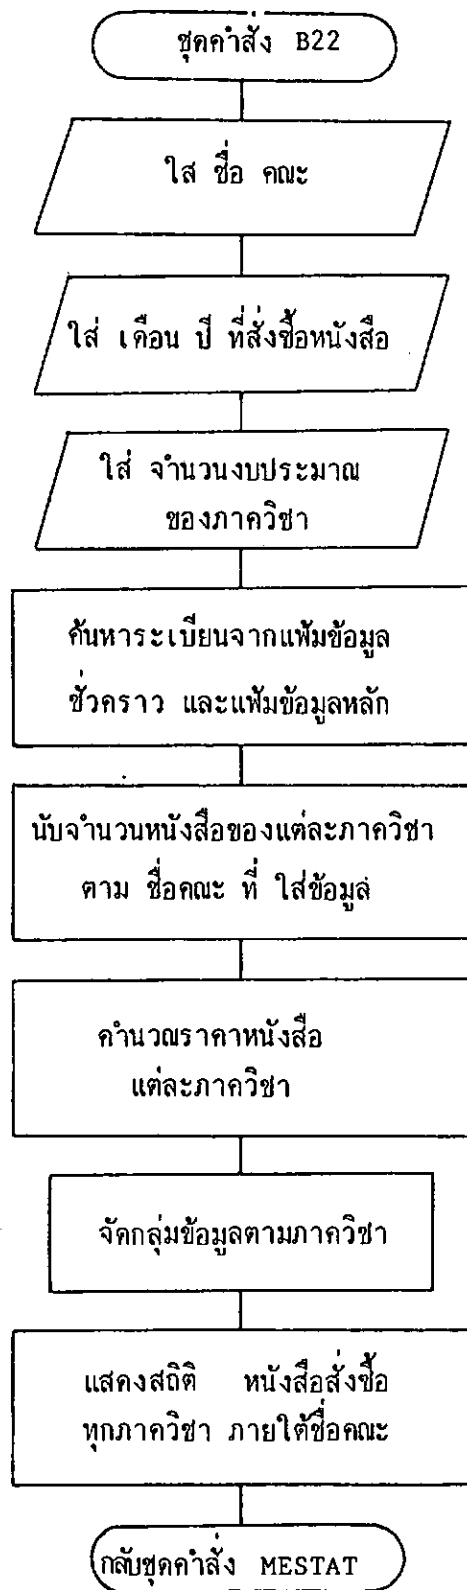 ชุดคำสั่ง B22
ใส่ ชื่อ คณะ
ใส่ เดือน ปี ที่สั่งซื้อหนังสือ
ใส่ จำนวนงบประมาณ
ของภาควิชา
ค้นหาระเบียนจากแฟ้มข้อมูล
ชั่วคราว และแฟ้มข้อมูลหลัก
นับจำนวนหนังสือของแต่ละภาควิชา
ตาม ชื่อคณะ ที่ ใส่ข้อมูล
คำนวณราคาหนังสือ
แต่ละภาควิชา
จัดกลุ่มข้อมูลตามภาควิชา
แสดงสถิติ หนังสือสั่งซื้อ
ทุกภาควิชา ภายใต้ชื่อคณะ
กลับชุดคำสั่ง MESTAT